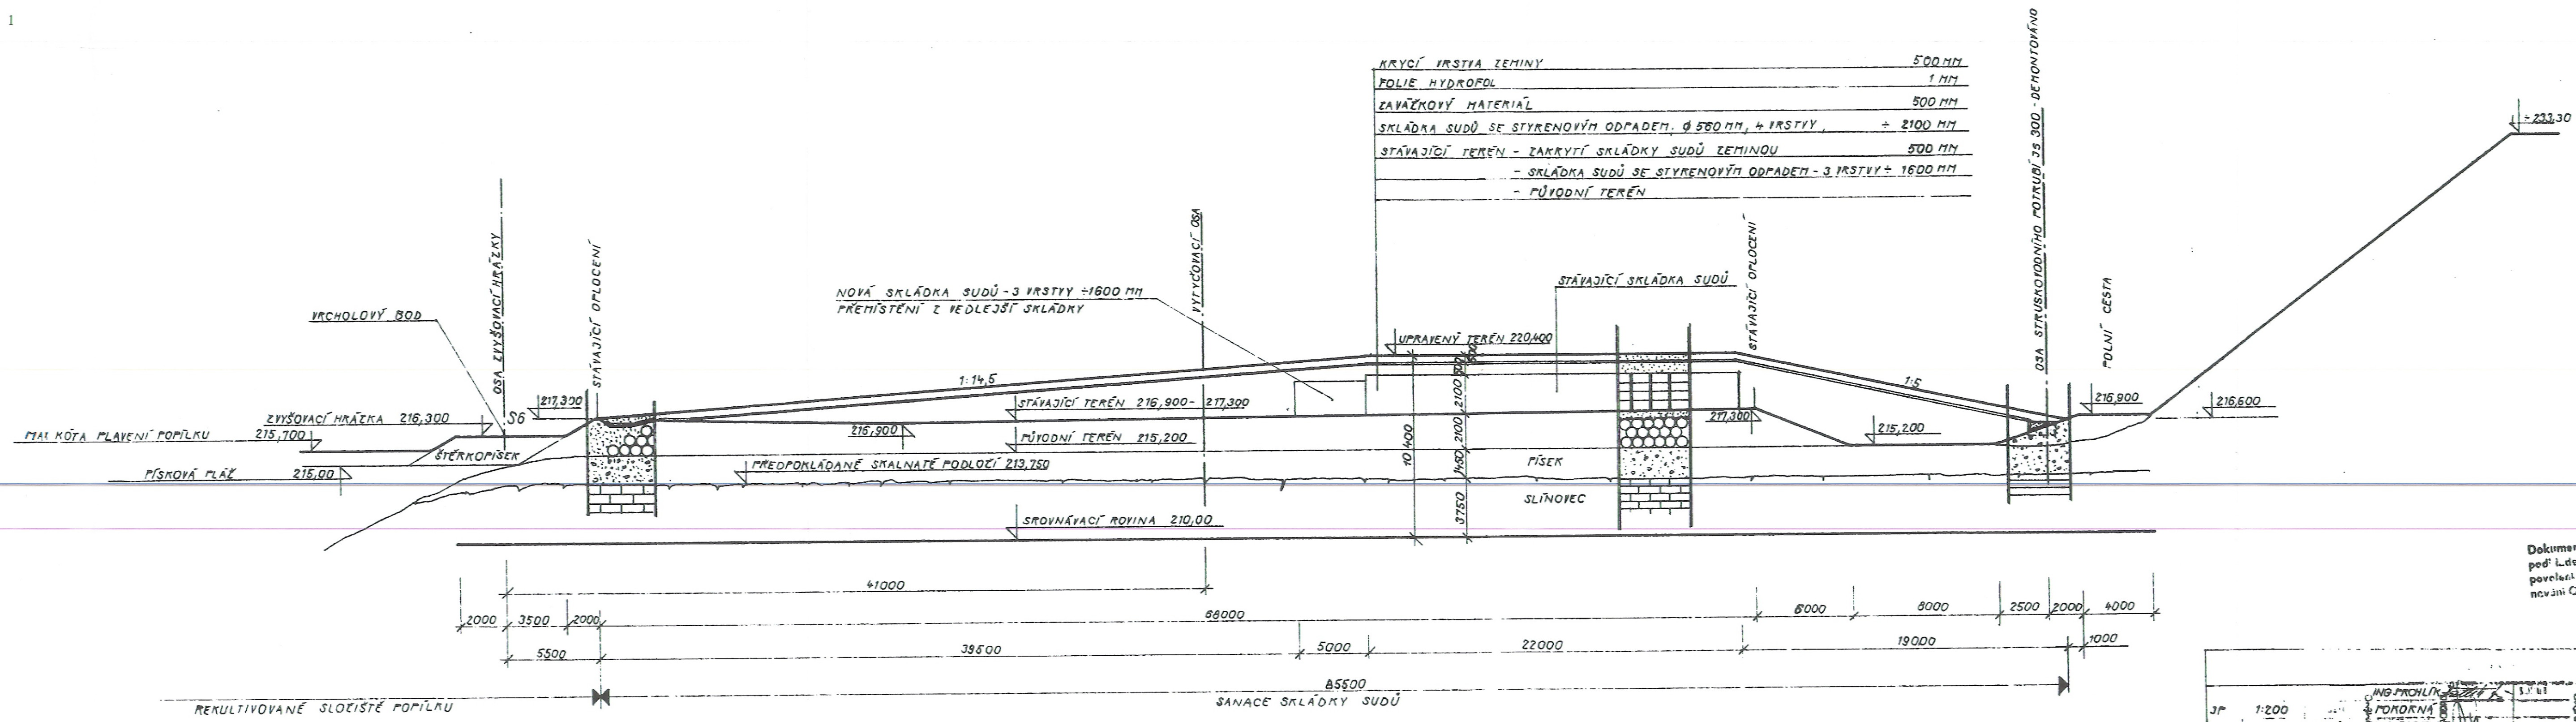 1
KRYCÍ VRSTVA ZEMINY 500 MM
FOLIE HYDROFOL 1 MM
ZAVÁŽKOVÝ MATERIÁL 500 MM
SKLÁDKA SUDŮ SE STYRENOVÝM ODPADEM. Ø 560 MM, 4 VRSTVY, ÷ 2100 MM
STÁVAJÍCÍ TERÉN - ZAKRYTÍ SKLÁDKY SUDŮ ZEMINOU 500 MM
- SKLÁDKA SUDŮ SE STYRENOVÝM ODPADEM - 3 VRSTVY ÷ 1600 MM
- PŮVODNÍ TERÉN
÷ 233,30
OSA STRUSKOVODNÍHO POTRUBÍ JS 300 - DEMONTOVÁNO
OSA ZVYŠOVACÍ HRÁZKY
STÁVAJÍCÍ OPLOCENÍ
VYTYČOVACÍ OSA
STÁVAJÍCÍ OPLOCENÍ
POLNÍ CESTA
NOVÁ SKLÁDKA SUDŮ - 3 VRSTVY ÷1600 MM
PŘEMÍSTĚNÍ Z VEDLEJŠÍ SKLÁDKY
STÁVAJÍCÍ SKLÁDKA SUDŮ
VRCHOLOVÝ BOD
UPRAVENÝ TERÉN 220,400
1:14,5
1:5
217,300
S6
ZVYŠOVACÍ HRÁZKA 216,300
STÁVAJÍCÍ TERÉN 216,900 - 217,300
216,900
217,300
216,900
216,600
MAX KÓTA PLAVENÍ POPÍLKU
215,700
PŮVODNÍ TERÉN 215,200
215,200
ŠTĚRKOPÍSEK
PÍSKOVÁ PLÁŽ 215,00
PŘEDPOKLÁDANÉ SKALNATÉ PODLOŽÍ 213,750
PÍSEK
SLÍNOVEC
SROVNÁVACÍ ROVINA 210,00
10 400
500
2100
2100
1450
3750
41000
2000 3500 2000 68000 6000 8000 2500 2000 4000
5500 39500 5000 22000 19000 1000
85500
REKULTIVOVANÉ SLOŽIŠTĚ POPÍLKU
SANACE SKLÁDKY SUDŮ
ING PROHLÍK
POKORNÁ
JP 1:200